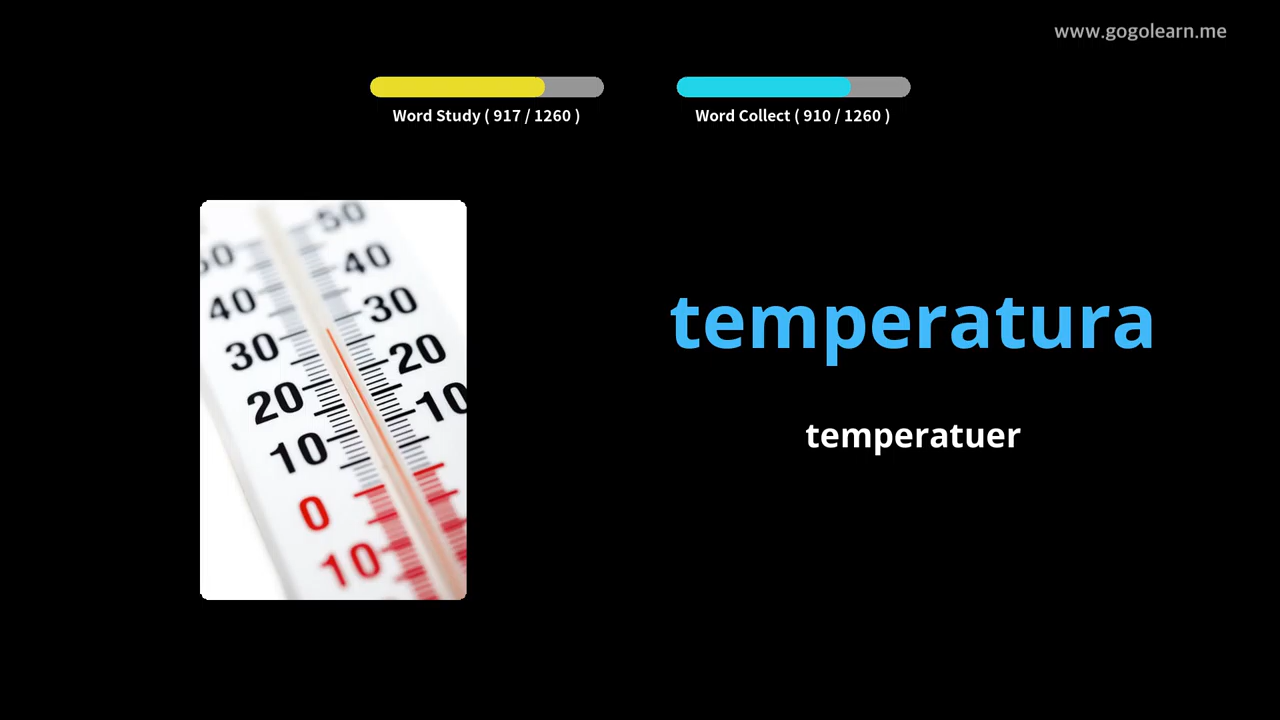 www.gogolearn.me
Word Study ( 917 / 1260 )
Word Collect ( 910 / 1260 )
50
40
40
30
30
20
20
10
10
0
10
temperatura
temperatuer